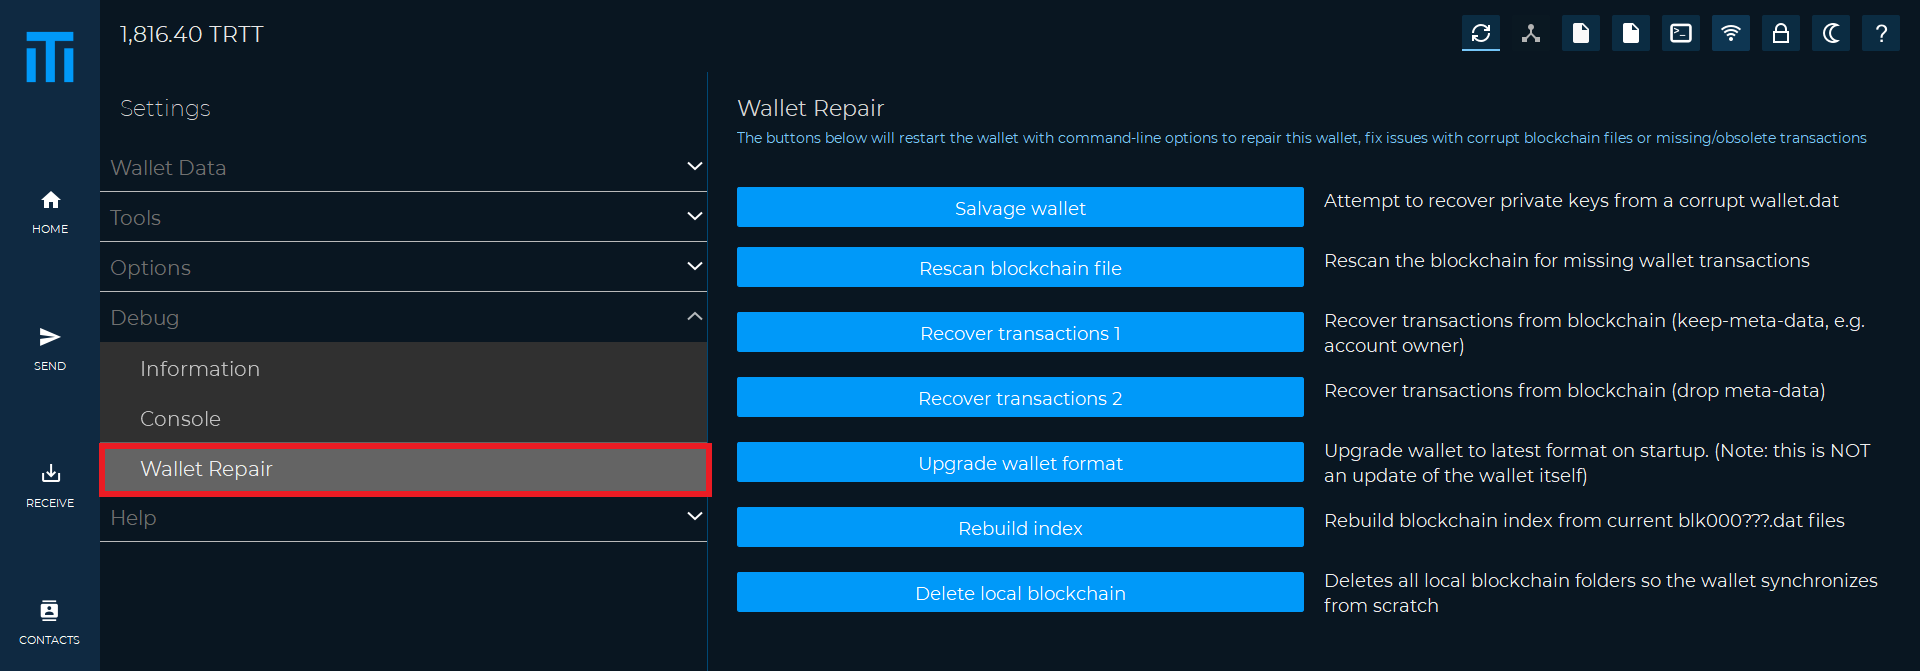 1,816.40 TRTT
HOME
SEND
RECEIVE
CONTACTS
Settings
Wallet Data
Tools
Options
Debug
Information
Console
Wallet Repair
Help
Wallet Repair
The buttons below will restart the wallet with command-line options to repair this wallet, fix issues with corrupt blockchain files or missing/obsolete transactions
Salvage wallet
Attempt to recover private keys from a corrupt wallet.dat
Rescan blockchain file
Rescan the blockchain for missing wallet transactions
Recover transactions 1
Recover transactions from blockchain (keep-meta-data, e.g.
account owner)
Recover transactions 2
Recover transactions from blockchain (drop meta-data)
Upgrade wallet format
Upgrade wallet to latest format on startup. (Note: this is NOT
an update of the wallet itself)
Rebuild index
Rebuild blockchain index from current blk000???.dat files
Delete local blockchain
Deletes all local blockchain folders so the wallet synchronizes
from scratch